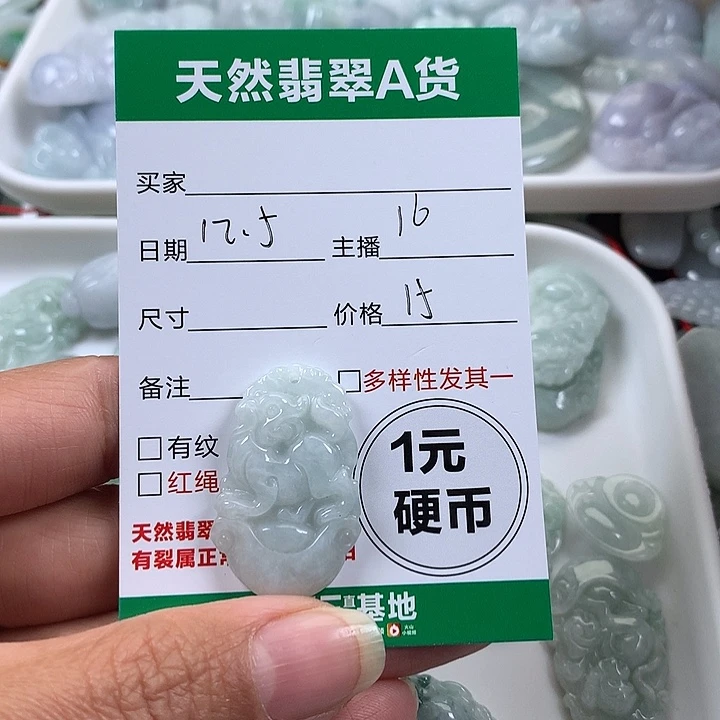 天然翡翠A货
买家
日期 12.5 主播 16
尺寸 价格 15
备注 □多样性发其一
□有纹
□红绳
1元
硬币
天然翡翠
有裂属正常
直基地